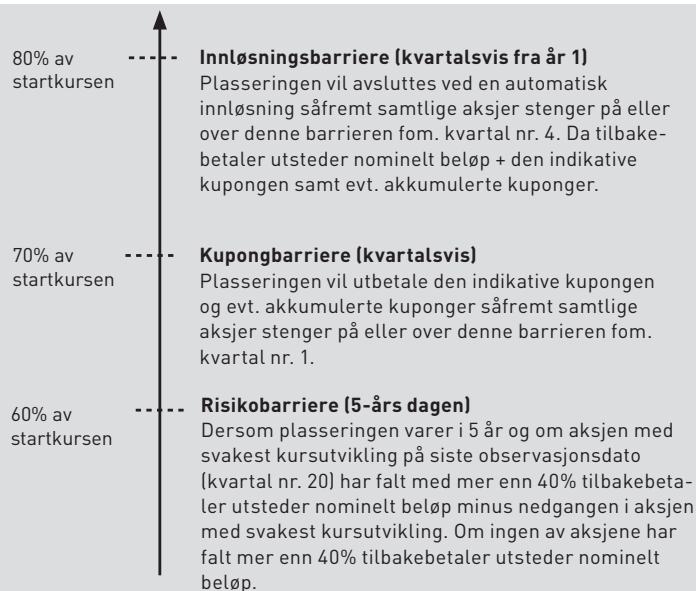 80% av
startkursen
Innløsningsbarriere (kvartalsvis fra år 1)
Plasseringen vil avsluttes ved en automatisk
innløsning såfremt samtlige aksjer stenger på eller
over denne barrieren fom. kvartal nr. 4. Da tilbake-
betaler utsteder nominelt beløp + den indikative
kupongen samt evt. akkumulerte kuponger.
70% av
startkursen
Kupongbarriere (kvartalsvis)
Plasseringen vil utbetale den indikative kupongen
og evt. akkumulerte kuponger såfremt samtlige
aksjer stenger på eller over denne barrieren fom.
kvartal nr. 1.
60% av
startkursen
Risikobarriere (5-års dagen)
Dersom plasseringen varer i 5 år og om aksjen med
svakest kursutvikling på siste observasjonsdato
(kvartal nr. 20) har falt med mer enn 40% tilbakebeta-
ler utsteder nominelt beløp minus nedgangen i aksjen
med svakest kursutvikling. Om ingen av aksjene har
falt mer enn 40% tilbakebetaler utsteder nominelt
beløp.